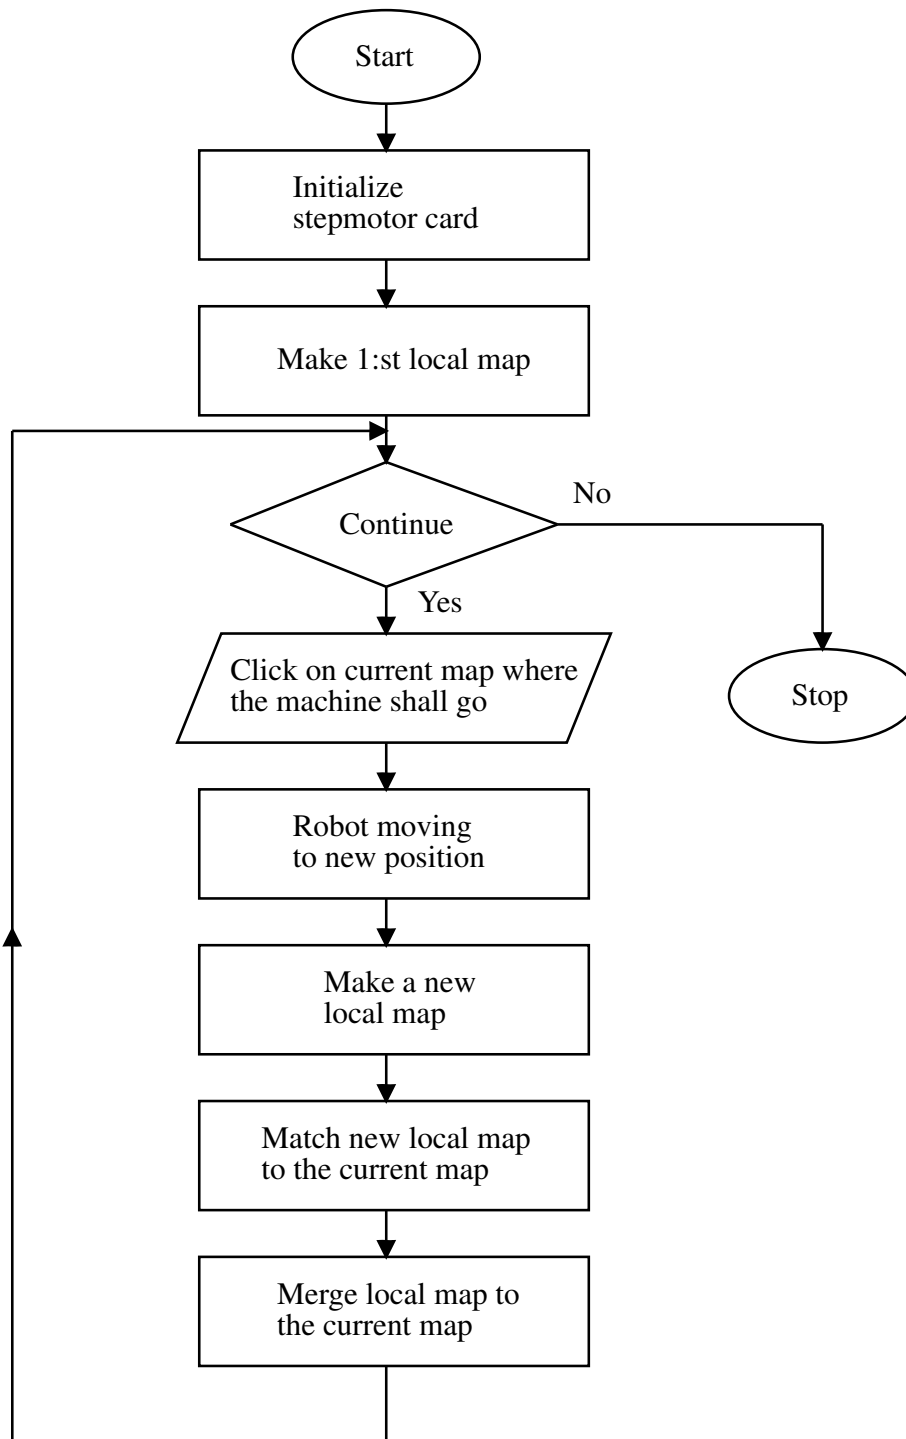 Start
Initialize
stepmotor card
Make 1:st local map
Continue
No
Yes
Click on current map where
the machine shall go
Stop
Robot moving
to new position
Make a new
local map
Match new local map
to the current map
Merge local map to
the current map